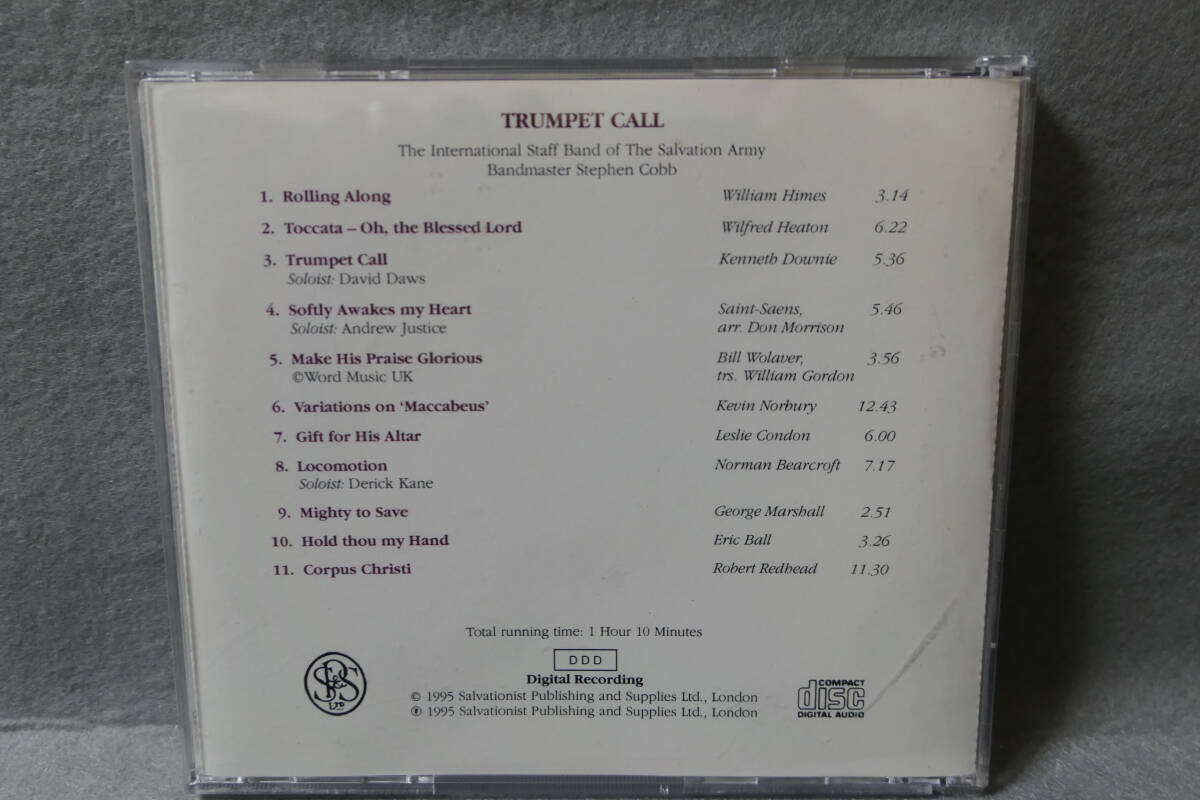 TRUMPET CALL
The International Staff Band of The Salvation Army
Bandmaster Stephen Cobb
1. Rolling Along William Himes 3.14
2. Toccata – Oh, the Blessed Lord Wilfred Heaton 6.22
3. Trumpet Call Kenneth Downie 5.36
Soloist: David Daws
4. Softly Awakes my Heart Saint-Saens, 5.46
Soloist: Andrew Justice arr. Don Morrison
5. Make His Praise Glorious Bill Wolaver, 3.56
©Word Music UK trs. William Gordon
6. Variations on ‘Maccabeus’ Kevin Norbury 12.43
7. Gift for His Altar Leslie Condon 6.00
8. Locomotion Norman Bearcroft 7.17
Soloist: Derick Kane
9. Mighty to Save George Marshall 2.51
10. Hold thou my Hand Eric Ball 3.26
11. Corpus Christi Robert Redhead 11.30
Total running time: 1 Hour 10 Minutes
DDD
Digital Recording
© 1995 Salvationist Publishing and Supplies Ltd., London
℗ 1995 Salvationist Publishing and Supplies Ltd., London
SP&S LTD
COMPACT
disc
DIGITAL AUDIO